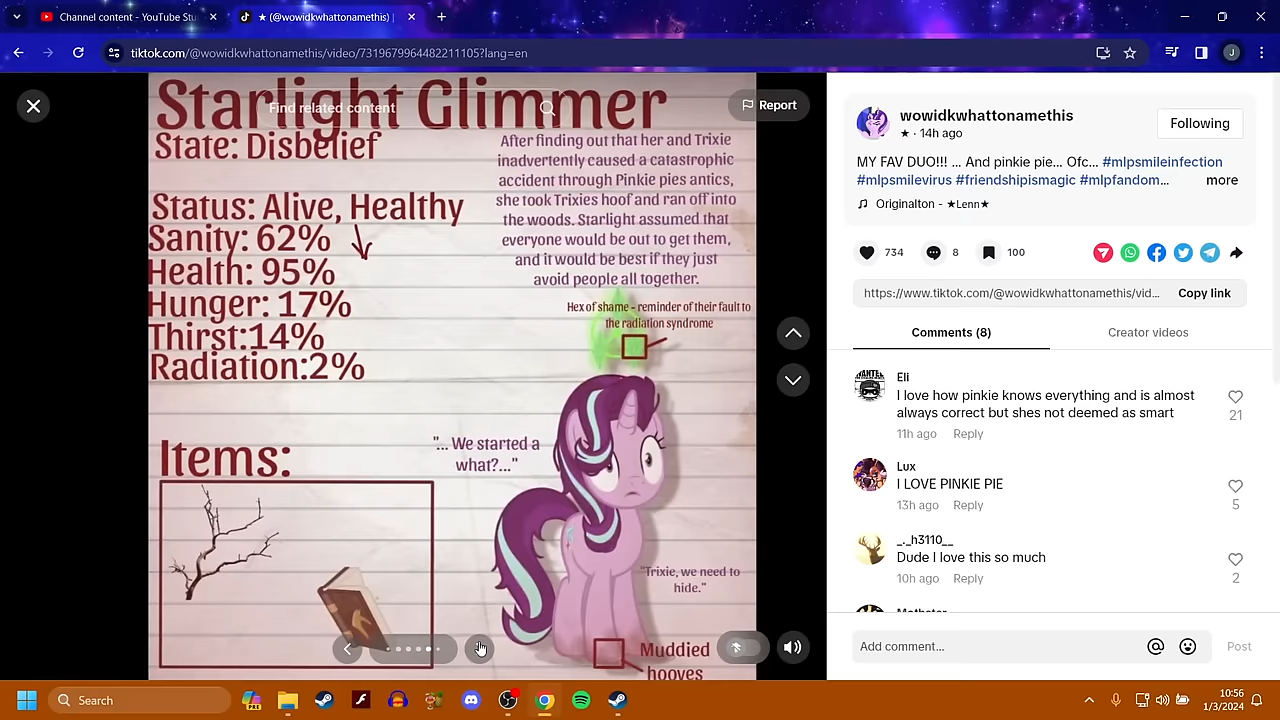 Channel content - YouTube Stu
★ (@wowidkwhattonamethis) |
tiktok.com/@wowidkwhattonamethis/video/7319679964482211105?lang=en
J
Starlight Glimmer
Find related content
Report
State: Disbelief
Status: Alive, Healthy
Sanity: 62%
Health: 95%
Hunger: 17%
Thirst:14%
Radiation:2%
After finding out that her and Trixie
inadvertently caused a catastrophic
accident through Pinkie pies antics,
she took Trixies hoof and ran off into
the woods. Starlight assumed that
everyone would be out to get them,
and it would be best if they just
avoid people all together.
Hex of shame - reminder of their fault to
the radiation syndrome
Items:
"... We started a
what?..."
"Trixie, we need to
hide."
Muddied
hooves
wowidkwhattonamethis
★ · 14h ago
Following
MY FAV DUO!!! ... And pinkie pie... Ofc... #mlpsmileinfection
#mlpsmilevirus #friendshipismagic #mlpfandom... more
♫ Originalton - ★Lenn★
734
8
100
https://www.tiktok.com/@wowidkwhattonamethis/vid...
Copy link
Comments (8)
Creator videos
Eli
I love how pinkie knows everything and is almost
always correct but shes not deemed as smart
11h ago Reply
21
Lux
I LOVE PINKIE PIE
13h ago Reply
5
_._h3110__
Dude I love this so much
10h ago Reply
2
Add comment...
Post
Search
PRE
10:56
1/3/2024